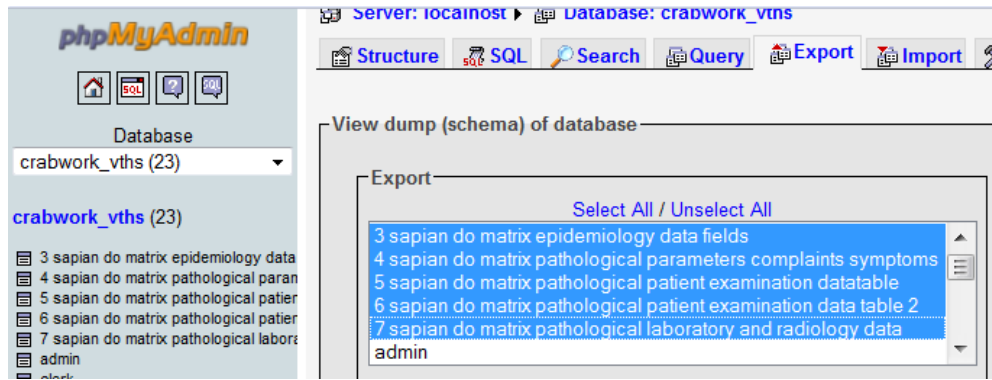 phpMyAdmin
SQL
SQL
Database
crabwork_vths (23)
crabwork_vths (23)
3 sapian do matrix epidemiology data
4 sapian do matrix pathological param
5 sapian do matrix pathological patien
6 sapian do matrix pathological patien
7 sapian do matrix pathological labora
admin
clerk
Server: localhost Database: crabwork_vths
Structure SQL Search Query Export Import
View dump (schema) of database
Export
Select All / Unselect All
3 sapian do matrix epidemiology data fields
4 sapian do matrix pathological parameters complaints symptoms
5 sapian do matrix pathological patient examination datatable
6 sapian do matrix pathological patient examination data table 2
7 sapian do matrix pathological laboratory and radiology data
admin